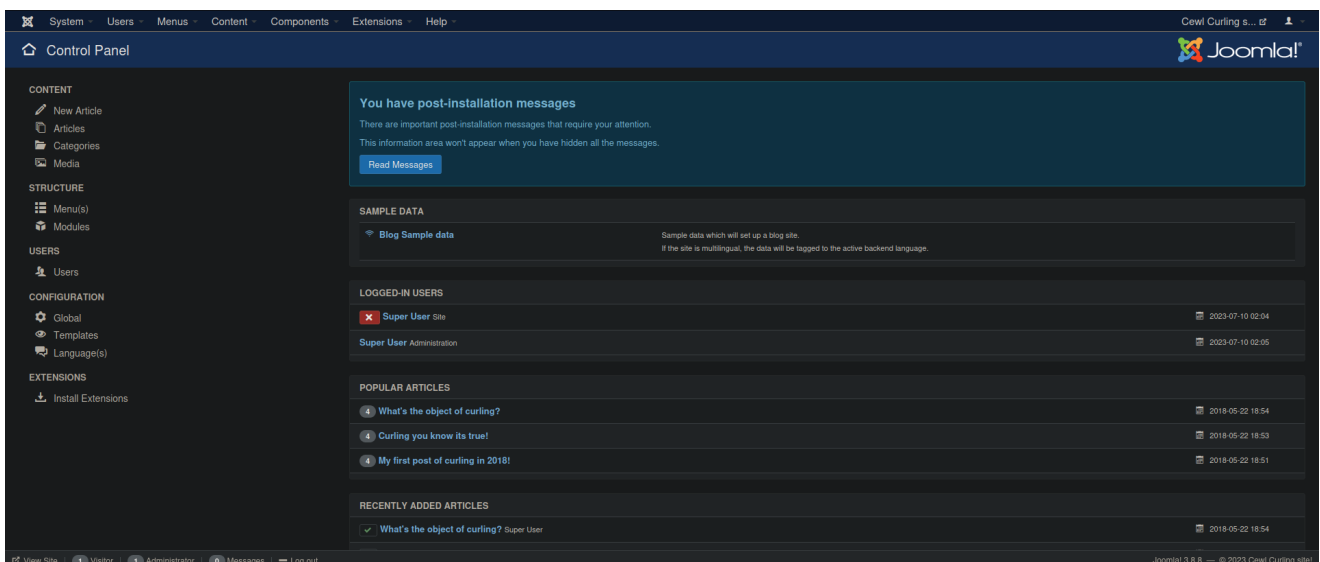 System Users Menus Content Components Extensions Help Cewl Curling s...
Control Panel Joomla!®
CONTENT
New Article
Articles
Categories
Media
STRUCTURE
Menu(s)
Modules
USERS
Users
CONFIGURATION
Global
Templates
Language(s)
EXTENSIONS
Install Extensions
You have post-installation messages
There are important post-installation messages that require your attention.
This information area won't appear when you have hidden all the messages.
Read Messages
SAMPLE DATA
Blog Sample data Sample data which will set up a blog site.
If the site is multilingual, the data will be tagged to the active backend language.
LOGGED-IN USERS
Super User Site 2023-07-10 02:04
Super User Administration 2023-07-10 02:05
POPULAR ARTICLES
4 What's the object of curling? 2018-05-22 18:54
4 Curling you know its true! 2018-05-22 18:53
4 My first post of curling in 2018! 2018-05-22 18:51
RECENTLY ADDED ARTICLES
What's the object of curling? Super User 2018-05-22 18:54
View Site 1 Visitor 1 Administrator 0 Messages Log out Joomla! 3.8.8 — © 2023 Cewl Curling site!